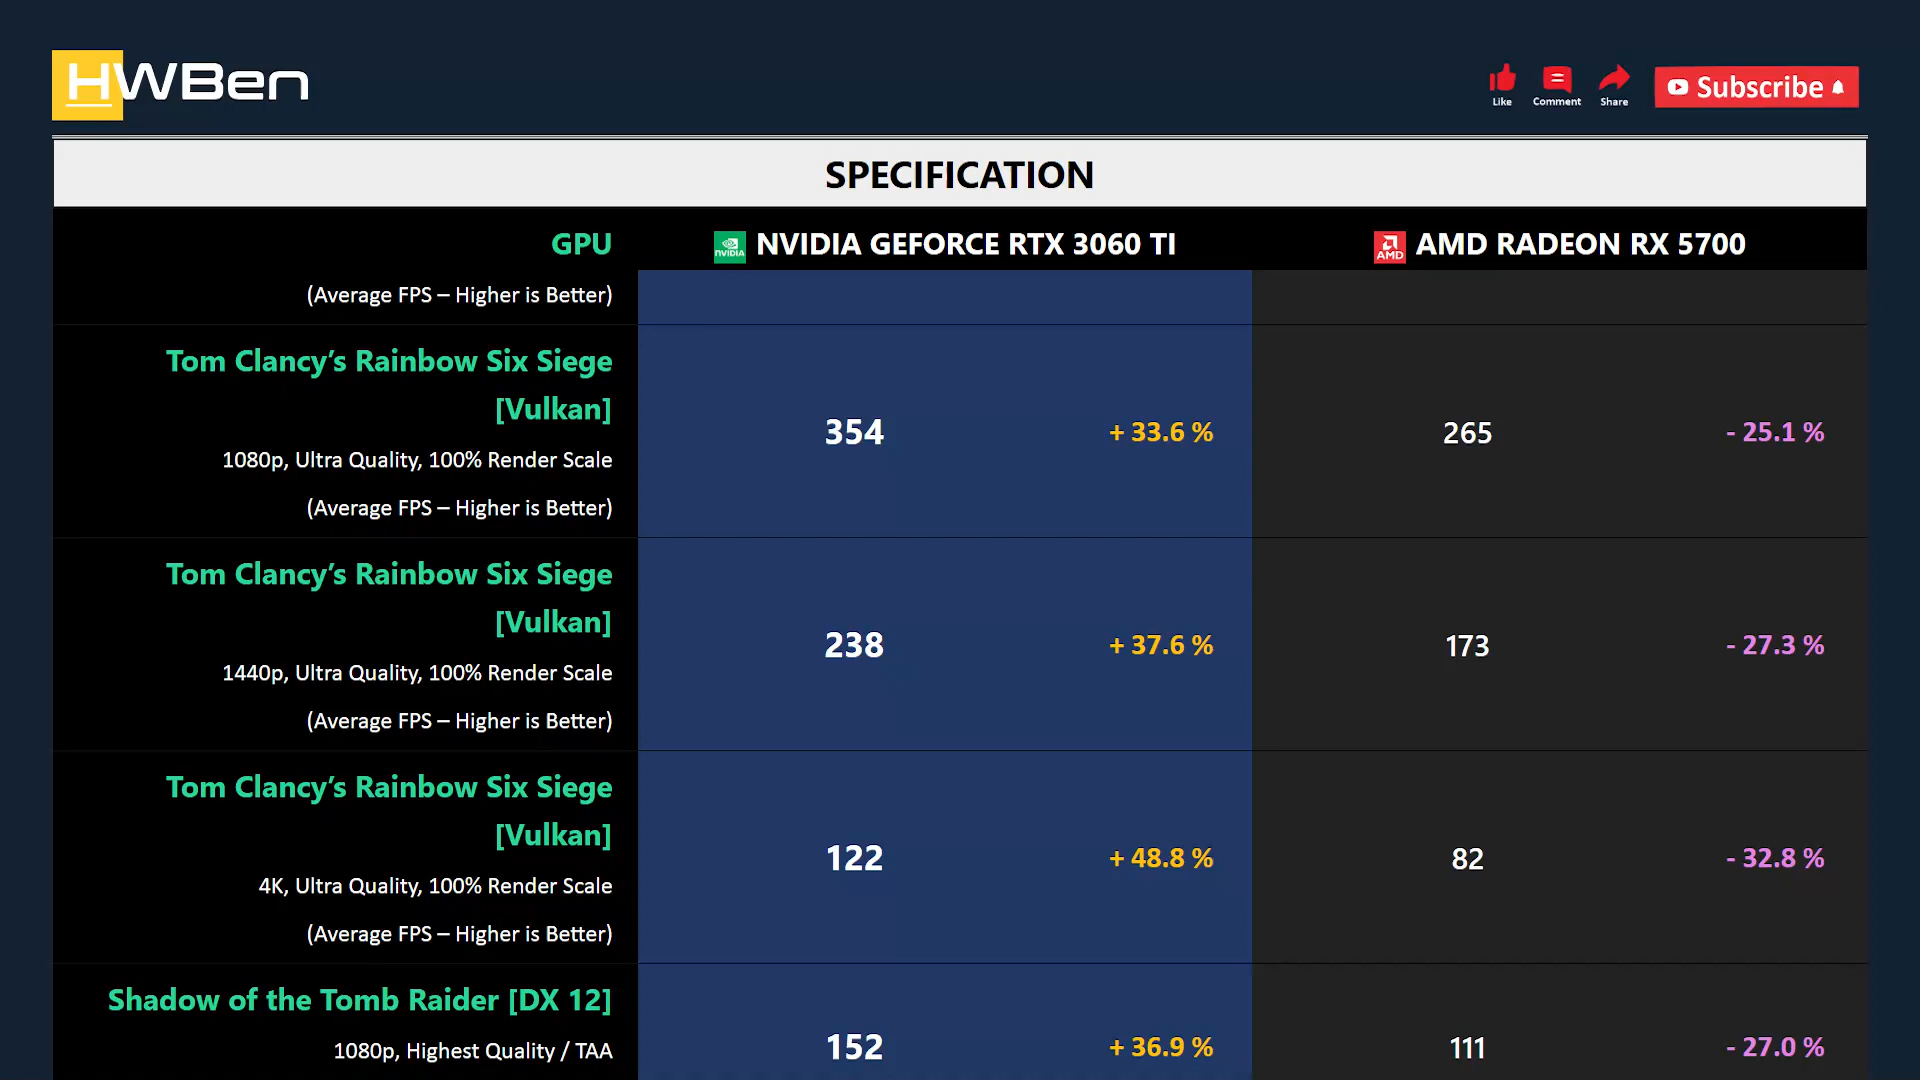 HWBen
Like
Comment
Share
Subscribe
SPECIFICATION
GPU
NVIDIA
NVIDIA GEFORCE RTX 3060 TI
AMD
AMD RADEON RX 5700
(Average FPS – Higher is Better)
Tom Clancy’s Rainbow Six Siege
[Vulkan]
1080p, Ultra Quality, 100% Render Scale
(Average FPS – Higher is Better)
354
+ 33.6 %
265
- 25.1 %
Tom Clancy’s Rainbow Six Siege
[Vulkan]
1440p, Ultra Quality, 100% Render Scale
(Average FPS – Higher is Better)
238
+ 37.6 %
173
- 27.3 %
Tom Clancy’s Rainbow Six Siege
[Vulkan]
4K, Ultra Quality, 100% Render Scale
(Average FPS – Higher is Better)
122
+ 48.8 %
82
- 32.8 %
Shadow of the Tomb Raider [DX 12]
1080p, Highest Quality / TAA
152
+ 36.9 %
111
- 27.0 %